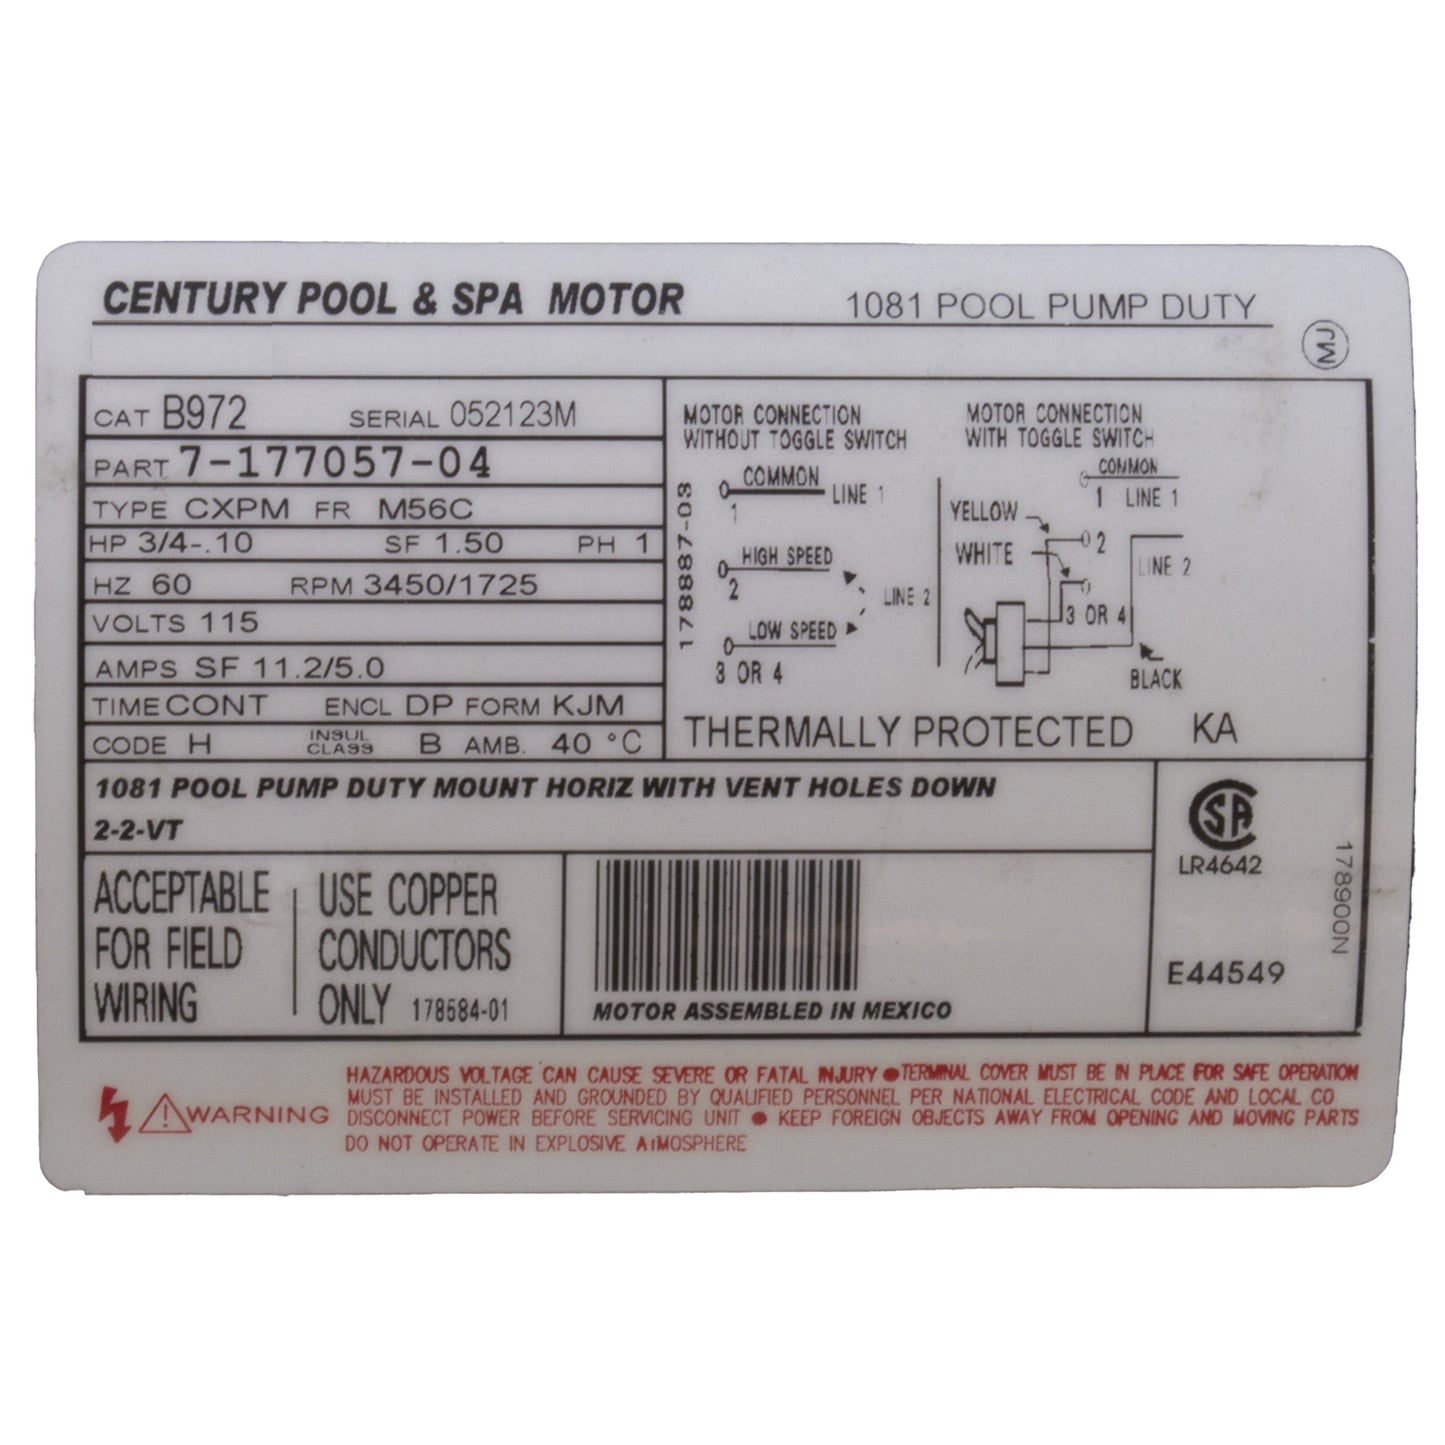 CENTURY POOL & SPA MOTOR
1081 POOL PUMP DUTY
MJ
CAT B972 SERIAL 052123M
PART 7-177057-04
TYPE CXPM FR M56C
HP 3/4-.10 SF 1.50 PH 1
HZ 60 RPM 3450/1725
VOLTS 115
AMPS SF 11.2/5.0
TIME CONT ENCL DP FORM KJM
CODE H INSUL CLASS B AMB. 40 °C
MOTOR CONNECTION
WITHOUT TOGGLE SWITCH
178887-03
COMMON
1
LINE 1
HIGH SPEED
2
LINE 2
LOW SPEED
3 OR 4
MOTOR CONNECTION
WITH TOGGLE SWITCH
COMMON
1 LINE 1
YELLOW
2
WHITE
LINE 2
3 OR 4
BLACK
THERMALLY PROTECTED KA
1081 POOL PUMP DUTY MOUNT HORIZ WITH VENT HOLES DOWN
2-2-VT
ACCEPTABLE
FOR FIELD
WIRING
USE COPPER
CONDUCTORS
ONLY 178584-01
MOTOR ASSEMBLED IN MEXICO
CSA
LR4642
E44549
178900N
WARNING
HAZARDOUS VOLTAGE CAN CAUSE SEVERE OR FATAL INJURY ● TERMINAL COVER MUST BE IN PLACE FOR SAFE OPERATION
MUST BE INSTALLED AND GROUNDED BY QUALIFIED PERSONNEL PER NATIONAL ELECTRICAL CODE AND LOCAL CO
DISCONNECT POWER BEFORE SERVICING UNIT ● KEEP FOREIGN OBJECTS AWAY FROM OPENING AND MOVING PARTS
DO NOT OPERATE IN EXPLOSIVE ATMOSPHERE